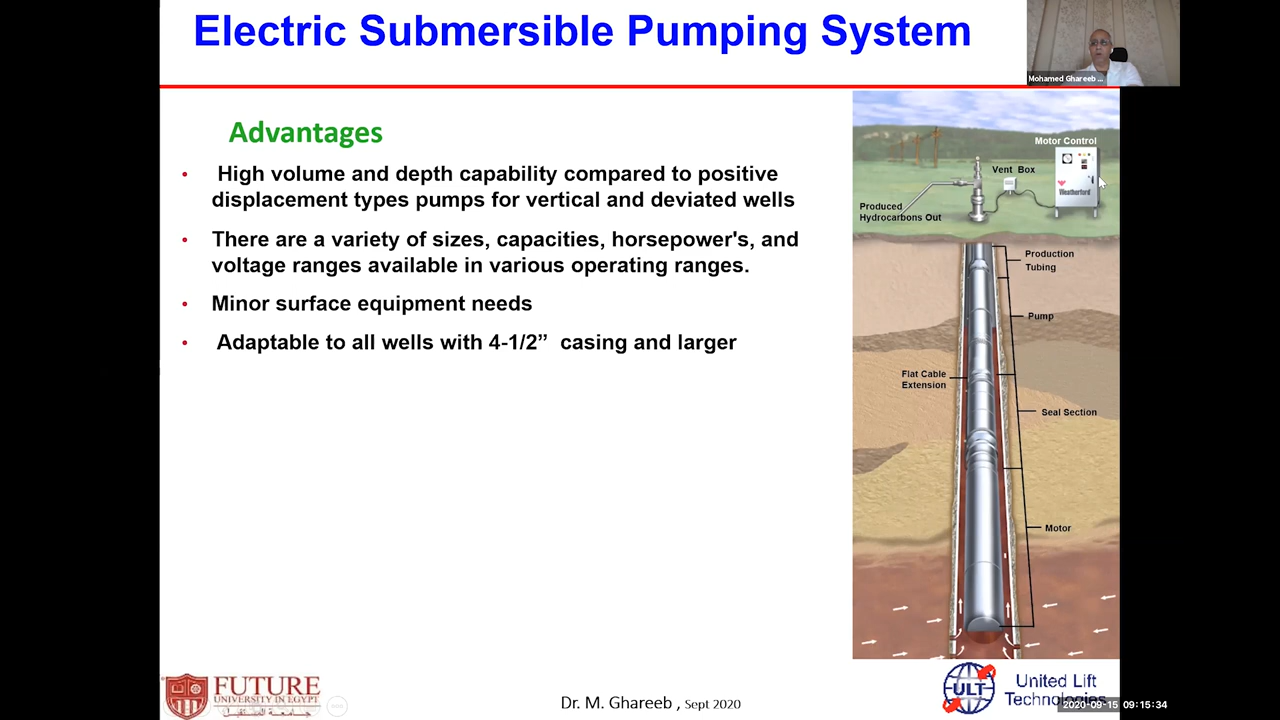 Electric Submersible Pumping System
Mohamed Ghareeb ...
Advantages
• High volume and depth capability compared to positive
displacement types pumps for vertical and deviated wells
• There are a variety of sizes, capacities, horsepower's, and
voltage ranges available in various operating ranges.
• Minor surface equipment needs
• Adaptable to all wells with 4-1/2” casing and larger
Motor Control
Vent Box
Weatherford
Produced
Hydrocarbons Out
Production
Tubing
Pump
Flat Cable
Extension
Seal Section
Motor
FUTURE
UNIVERSITY IN EGYPT
جامعة المستقبل
Dr. M. Ghareeb , Sept 2020
ULT
United Lift
Technologies
2020-09-15 09:15:34